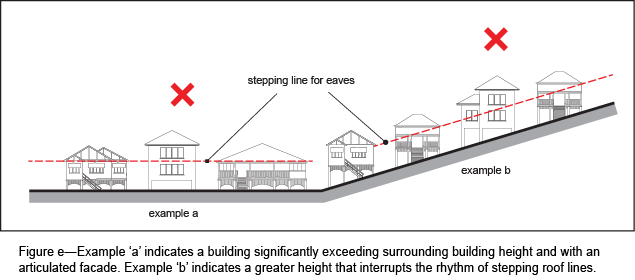 stepping line for eaves
example a
example b
Figure e—Example ‘a’ indicates a building significantly exceeding surrounding building height and with an
articulated facade. Example ‘b’ indicates a greater height that interrupts the rhythm of stepping roof lines.